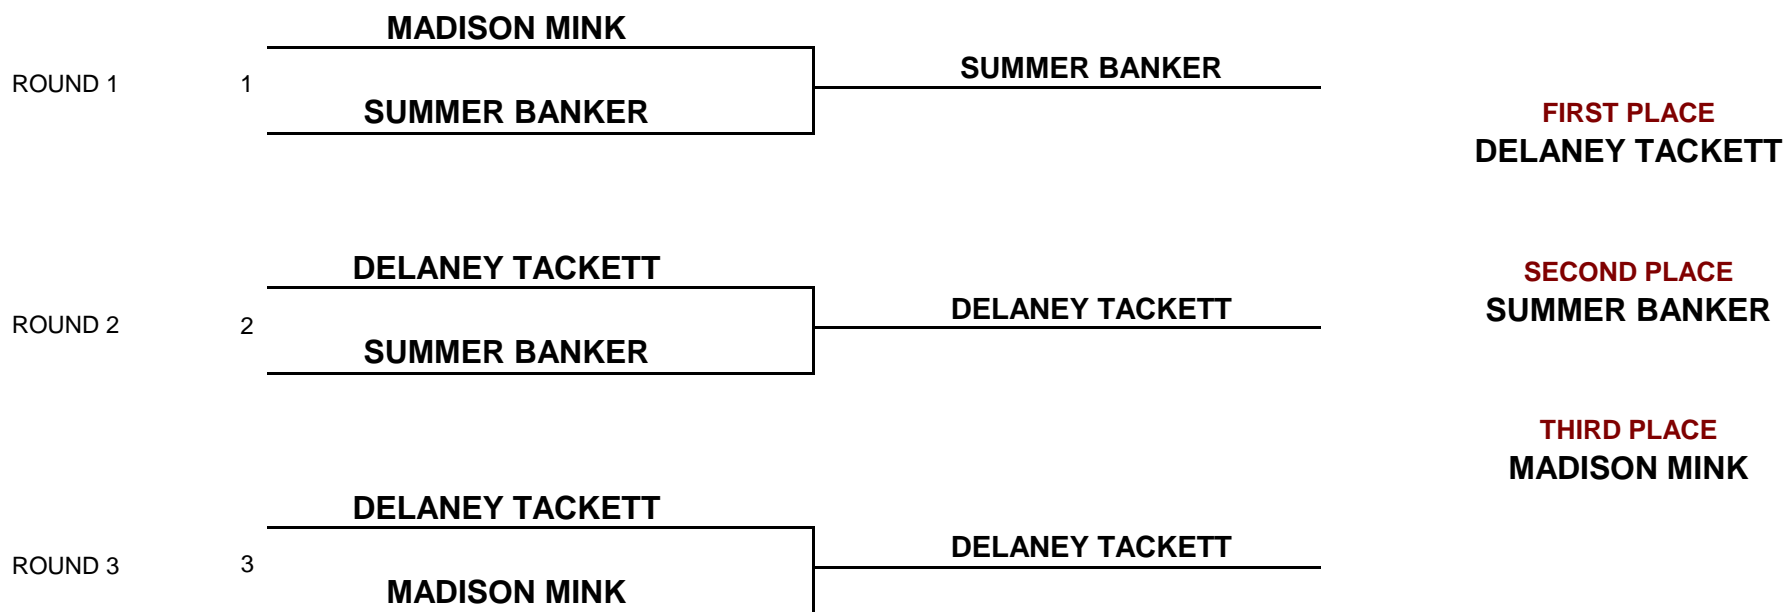 MADISON MINK
ROUND 1 1 SUMMER BANKER
SUMMER BANKER
FIRST PLACE
DELANEY TACKETT
DELANEY TACKETT
SECOND PLACE
ROUND 2 2 DELANEY TACKETT SUMMER BANKER
SUMMER BANKER
THIRD PLACE
MADISON MINK
DELANEY TACKETT
ROUND 3 3 DELANEY TACKETT
MADISON MINK